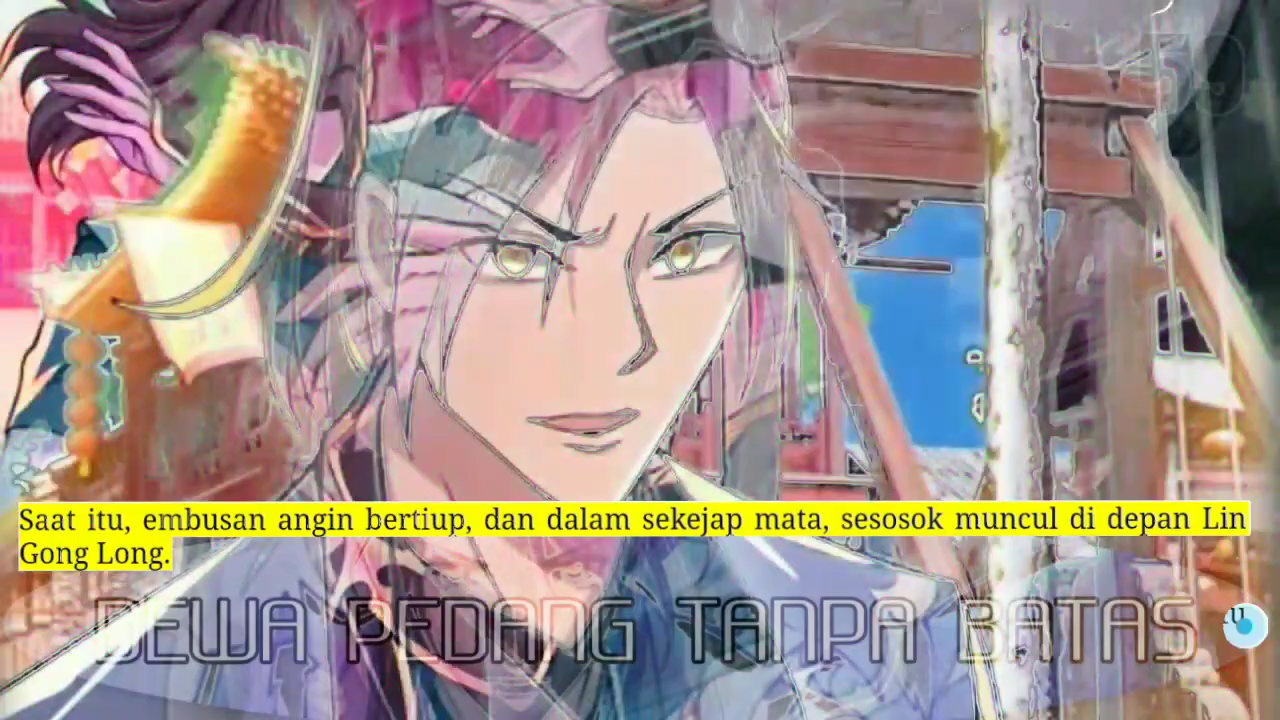 Saat itu, embusan angin bertiup, dan dalam sekejap mata, sesosok muncul di depan Lin
Gong Long.
DEWA PEDANG TANPA BATAS